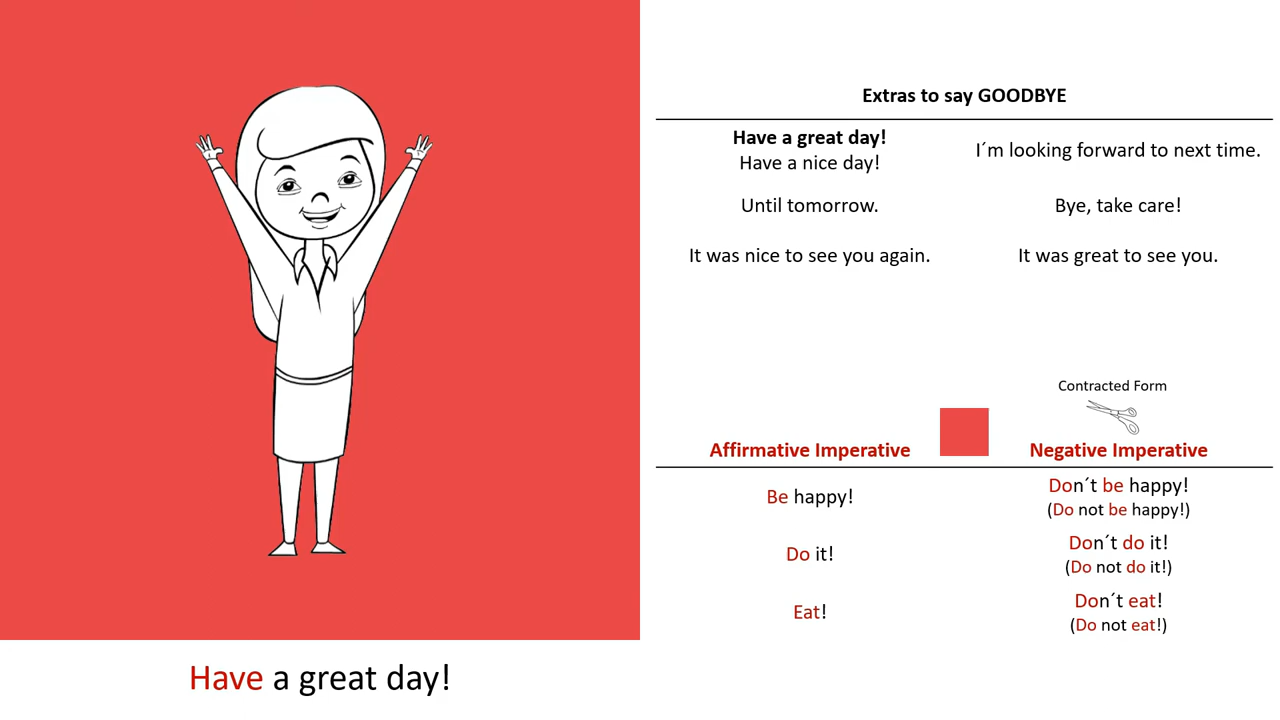 Have a great day!
Extras to say GOODBYE
Have a great day!
Have a nice day!
I´m looking forward to next time.
Until tomorrow.
Bye, take care!
It was nice to see you again.
It was great to see you.
Contracted Form
Affirmative Imperative
Negative Imperative
Be happy!
Don´t be happy!
(Do not be happy!)
Do it!
Don´t do it!
(Do not do it!)
Eat!
Don´t eat!
(Do not eat!)